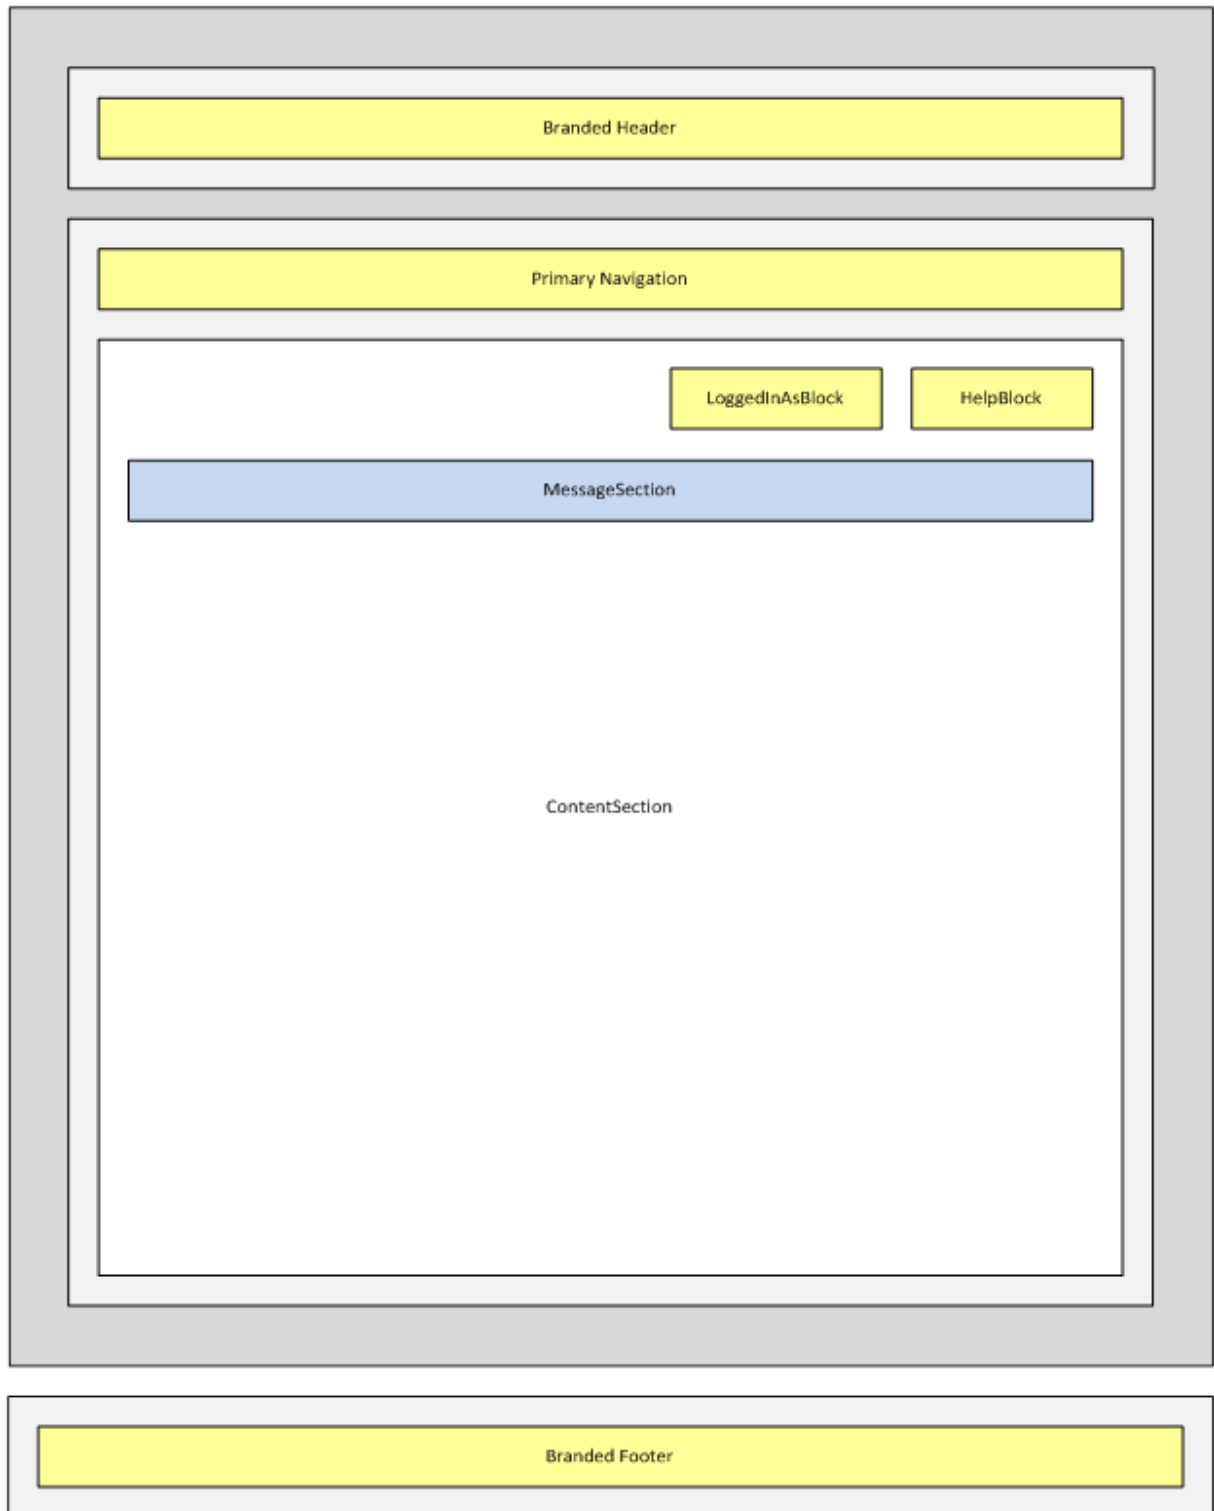 Branded Header
Primary Navigation
LoggedInAsBlock
HelpBlock
MessageSection
ContentSection
Branded Footer